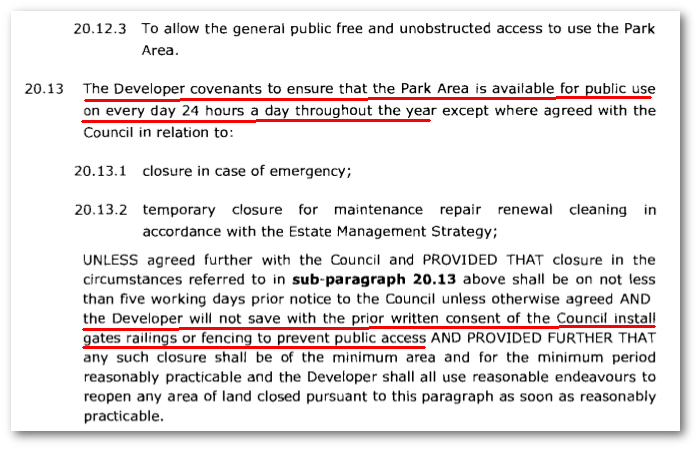 20.12.3 To allow the general public free and unobstructed access to use the Park
Area.
20.13 The Developer covenants to ensure that the Park Area is available for public use
on every day 24 hours a day throughout the year except where agreed with the
Council in relation to:
20.13.1 closure in case of emergency;
20.13.2 temporary closure for maintenance repair renewal cleaning in
accordance with the Estate Management Strategy;
UNLESS agreed further with the Council and PROVIDED THAT closure in the
circumstances referred to in sub-paragraph 20.13 above shall be on not less
than five working days prior notice to the Council unless otherwise agreed AND
the Developer will not save with the prior written consent of the Council install
gates railings or fencing to prevent public access AND PROVIDED FURTHER THAT
any such closure shall be of the minimum area and for the minimum period
reasonably practicable and the Developer shall all use reasonable endeavours to
reopen any area of land closed pursuant to this paragraph as soon as reasonably
practicable.